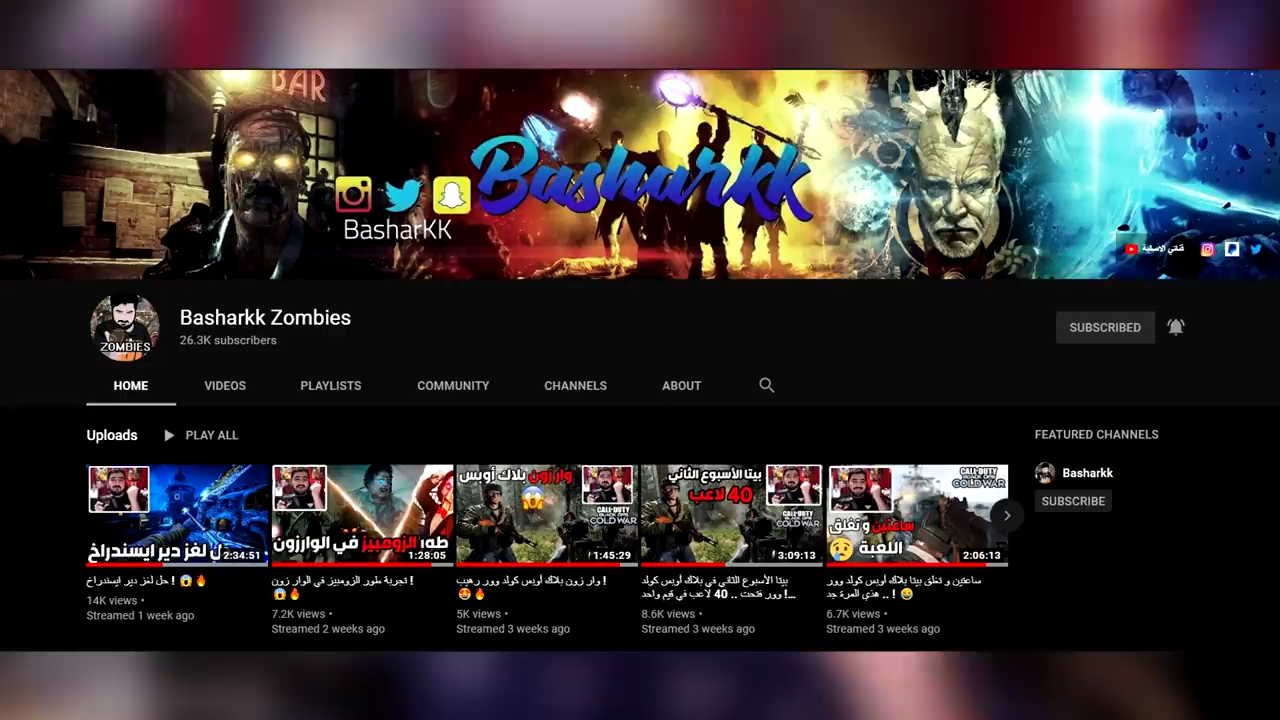 BAR
Basharkk
BasharKK
قناتي الاساسية
Basharkk Zombies
26.3K subscribers
ZOMBIES
SUBSCRIBED
HOME
VIDEOS
PLAYLISTS
COMMUNITY
CHANNELS
ABOUT
Uploads
PLAY ALL
FEATURED CHANNELS
Basharkk
SUBSCRIBE
ل لغز دير ايسندراخ
2:34:51
طور الزومبيز في الوارزون
1:28:05
وار زون بلاك أوبس
CALL·DUTY
COLD WAR
1:45:29
بيتا الأسبوع الثاني
40 لاعب
CALL·DUTY
COLD WAR
3:09:13
CALL·DUTY
COLD WAR
ساعتين و تغلق
اللعبة
2:06:13
حل لغز دير ايسندراخ ! 😱🔥
14K views •
Streamed 1 week ago
تجربة طور الزومبيز في الوار زون !
😱🔥
7.2K views •
Streamed 2 weeks ago
وار زون بلاك أوبس كولد وور رهيب !
🤩🔥
5K views •
Streamed 3 weeks ago
بيتا الأسبوع الثاني في بلاك أوبس كولد
وور فتحت .. 40 لاعب في قيم واحد !...
8.6K views •
Streamed 3 weeks ago
ساعتين و تغلق بيتا بلاك أوبس كولد وور
! .. هذي المرة جد 😂
6.7K views •
Streamed 3 weeks ago